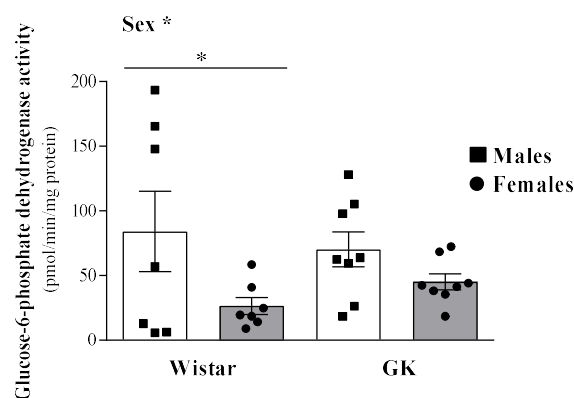 Sex *
*
Glucose-6-phosphate dehydrogenase activity
(pmol/min/mg protein)
200
150
100
50
0
Males
Females
Wistar
GK